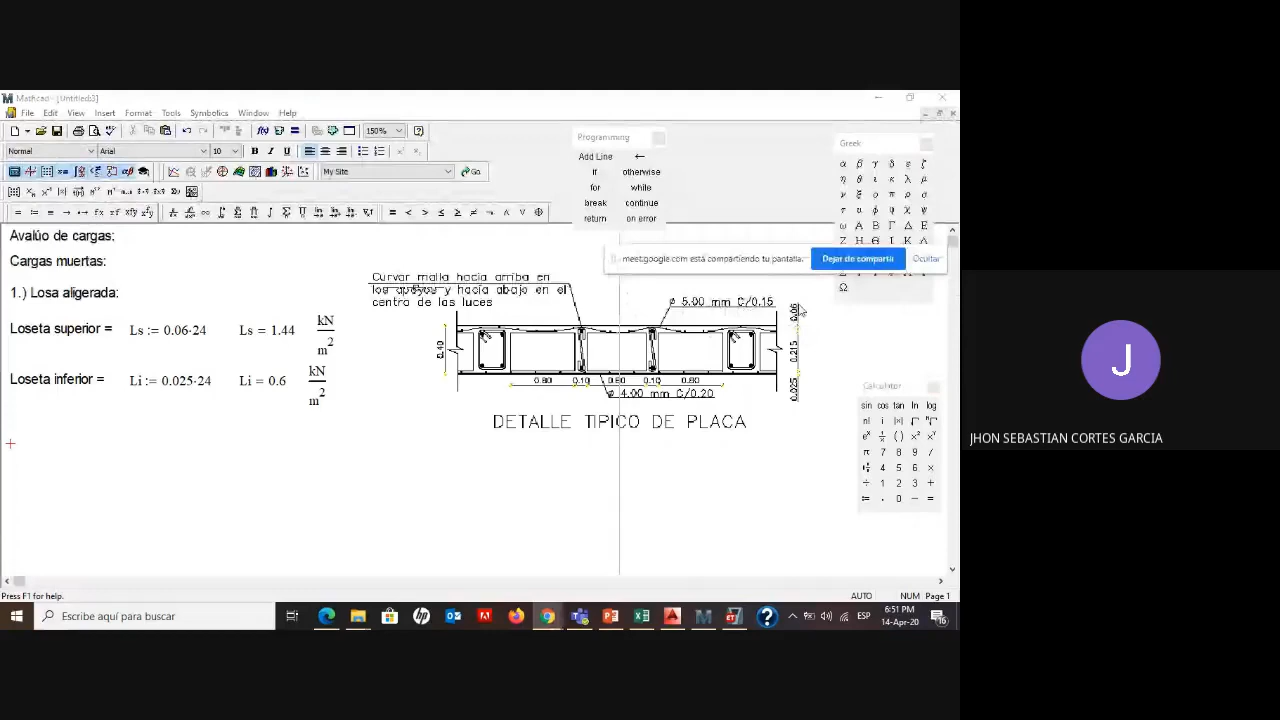 Mathcad - [Untitled:3]
File Edit View Insert Format Tools Symbolics Window Help
150%
Normal Arial 10 B I U
My Site Go
Programming
Add Line ←
if otherwise
for while
break continue
return on error
Greek
α β γ δ ε ζ
η θ ι κ λ μ
ν ξ ο π ρ σ
τ υ φ χ ψ
ω Α Β Γ Δ Ε
Ζ Η Θ Ι Κ Λ
Ω
meet.google.com está compartiendo tu pantalla.
Dejar de compartir
Ocultar
Avalúo de cargas;
Cargas muertas:
1.) Losa aligerada:
Loseta superior = Ls := 0.06·24 Ls = 1.44 kN/m²
Loseta inferior = Li := 0.025·24 Li = 0.6 kN/m²
Curvar malla hacia arriba en
los apoyos y hacia abajo en el
centro de las luces
ø 5.00 mm C/0.15
0.06
0.215
0.025
0.40
0.80 0.10 0.80 0.10 0.80
ø 4.00 mm C/0.20
DETALLE TIPICO DE PLACA
Calculator
sin cos tan ln log
n! i |×|
π 7 8 9 /
4 5 6 ×
÷ 1 2 3 +
:= . 0 − =
Press F1 for help.
AUTO NUM Page 1
Escribe aquí para buscar
ESP
6:51 PM
14-Apr-20
16
J
JHON SEBASTIAN CORTES GARCIA